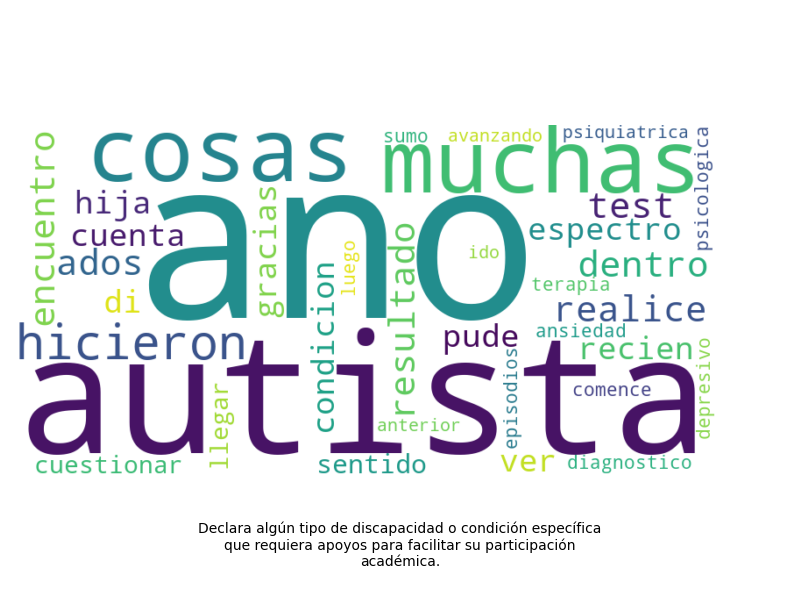 sumo avanzando psiquiatrica
cosas muchas
encuentro hija gracias test psicologica
cuenta ano espectro
ados luego ido dentro
di resultado terapia
condicion realice
hicieron pude ansiedad
autista recien
episodios comence depresivo
llegar anterior
cuestionar sentido ver diagnostico
Declara algún tipo de discapacidad o condición específica
que requiera apoyos para facilitar su participación
académica.